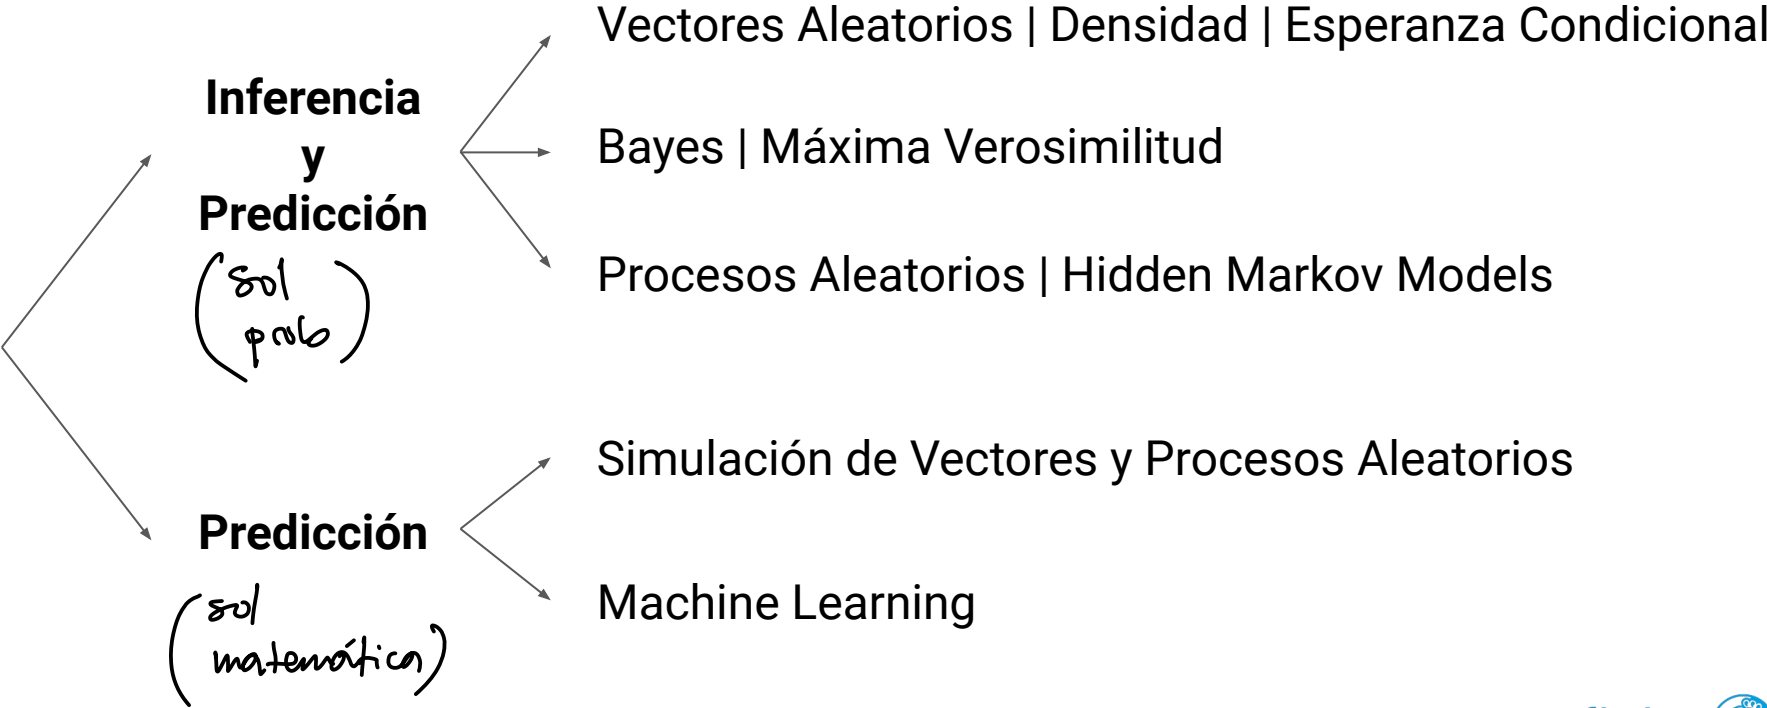 Vectores Aleatorios | Densidad | Esperanza Condicional
Inferencia
y
Predicción
(sol
prob)
Bayes | Máxima Verosimilitud
Procesos Aleatorios | Hidden Markov Models
Simulación de Vectores y Procesos Aleatorios
Predicción
(sol
matemática)
Machine Learning